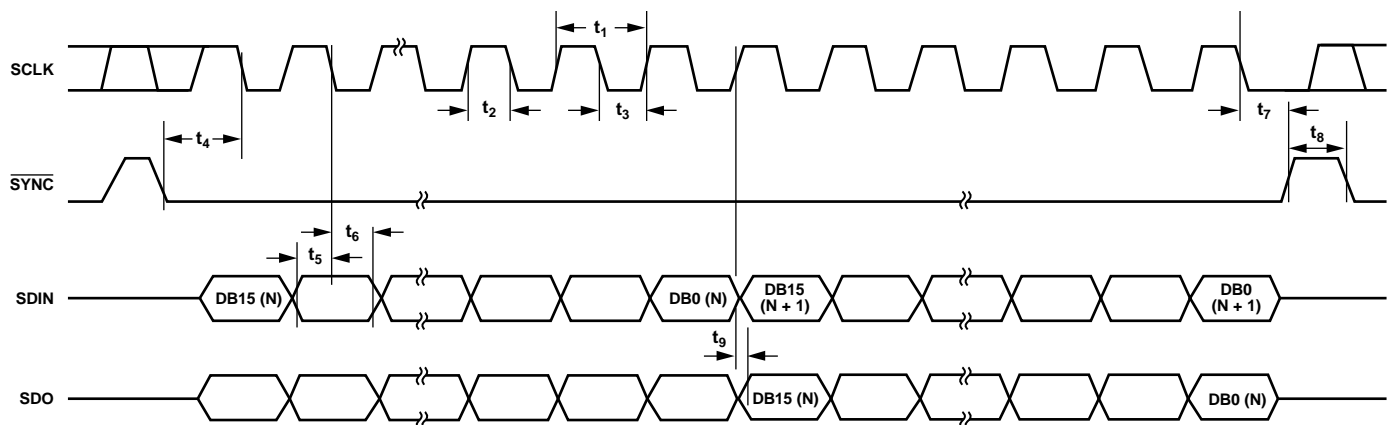 t1
SCLK
t2
t3
t7
t4
t8
SYNC
t6
t5
SDIN
DB15 (N)
DB0 (N)
DB15
(N + 1)
DB0
(N + 1)
t9
SDO
DB15 (N)
DB0 (N)